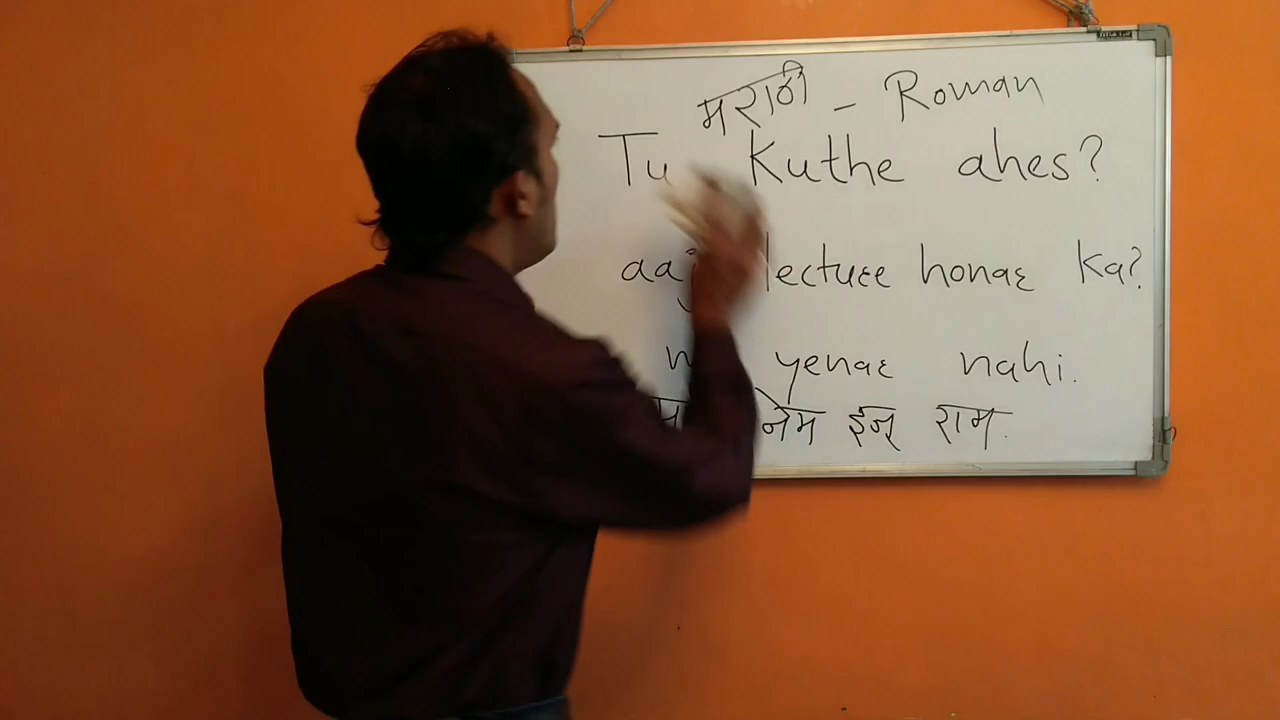 मराठी - Roman
Tu Kuthe ahes?
aaj lecture honar ka?
yenar nahi.
नेम इज् राम.